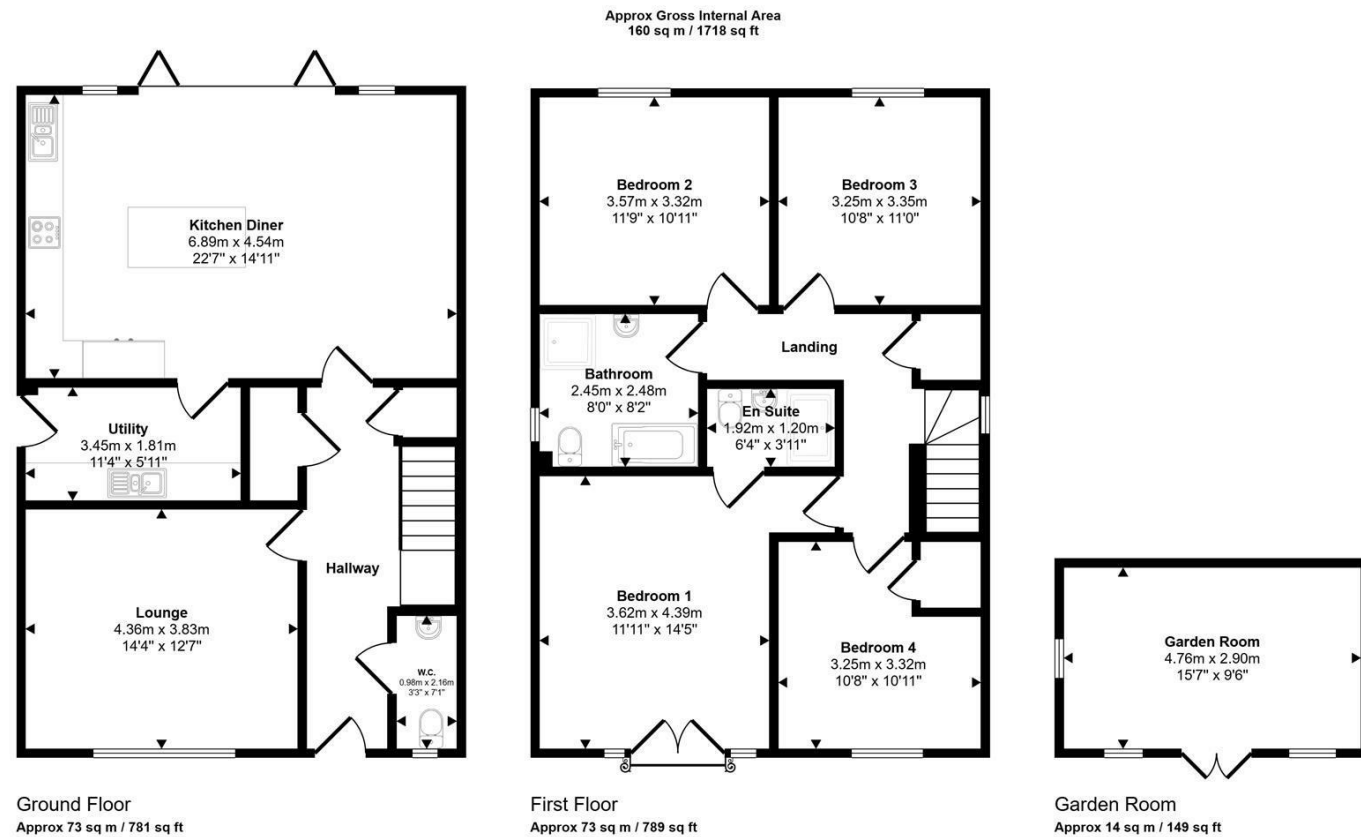 Approx Gross Internal Area
160 sq m / 1718 sq ft
Kitchen Diner
6.89m x 4.54m
22'7" x 14'11"
Utility
3.45m x 1.81m
11'4" x 5'11"
Lounge
4.36m x 3.83m
14'4" x 12'7"
Hallway
W.C.
0.98m x 2.16m
3'3" x 7'1"
Ground Floor
Approx 73 sq m / 781 sq ft
Bedroom 2
3.57m x 3.32m
11'9" x 10'11"
Bedroom 3
3.25m x 3.35m
10'8" x 11'0"
Landing
Bathroom
2.45m x 2.48m
8'0" x 8'2"
En Suite
1.92m x 1.20m
6'4" x 3'11"
Bedroom 1
3.62m x 4.39m
11'11" x 14'5"
Bedroom 4
3.25m x 3.32m
10'8" x 10'11"
First Floor
Approx 73 sq m / 789 sq ft
Garden Room
4.76m x 2.90m
15'7" x 9'6"
Garden Room
Approx 14 sq m / 149 sq ft